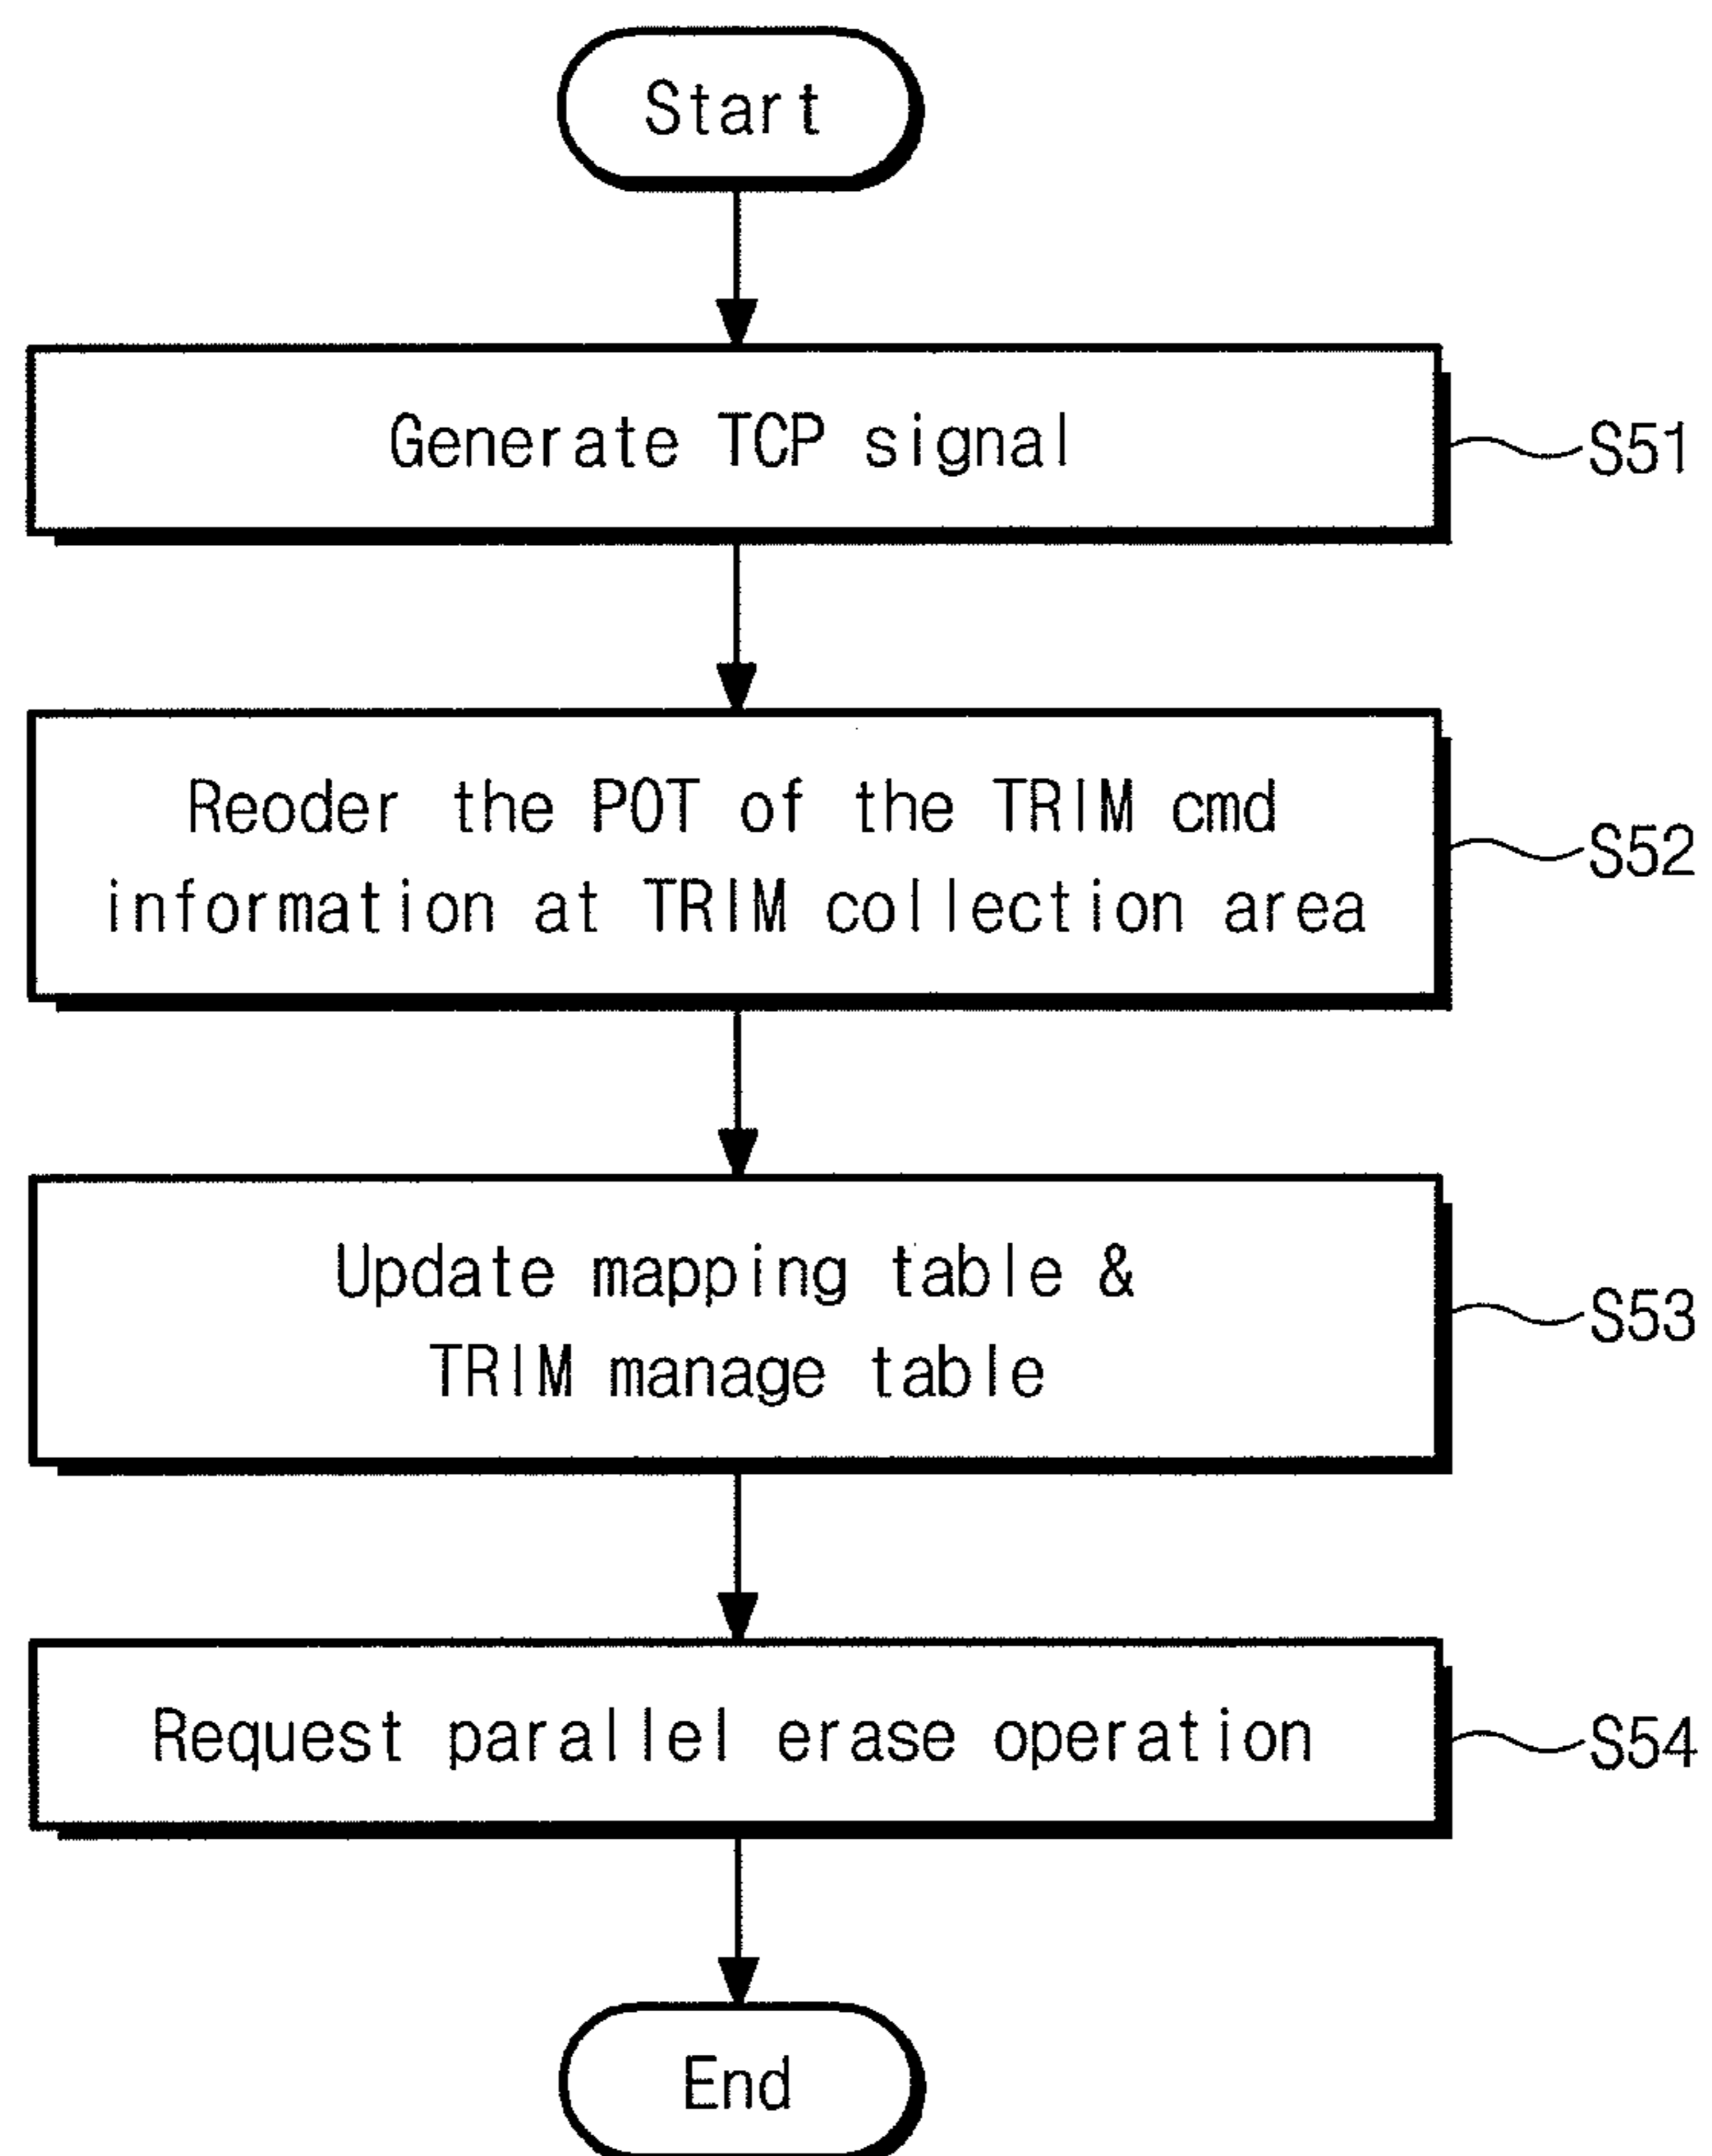 Start
Generate TCP signal
S51
Reoder the POT of the TRIM cmd
information at TRIM collection area
S52
Update mapping table &
TRIM manage table
S53
Request parallel erase operation
S54
End